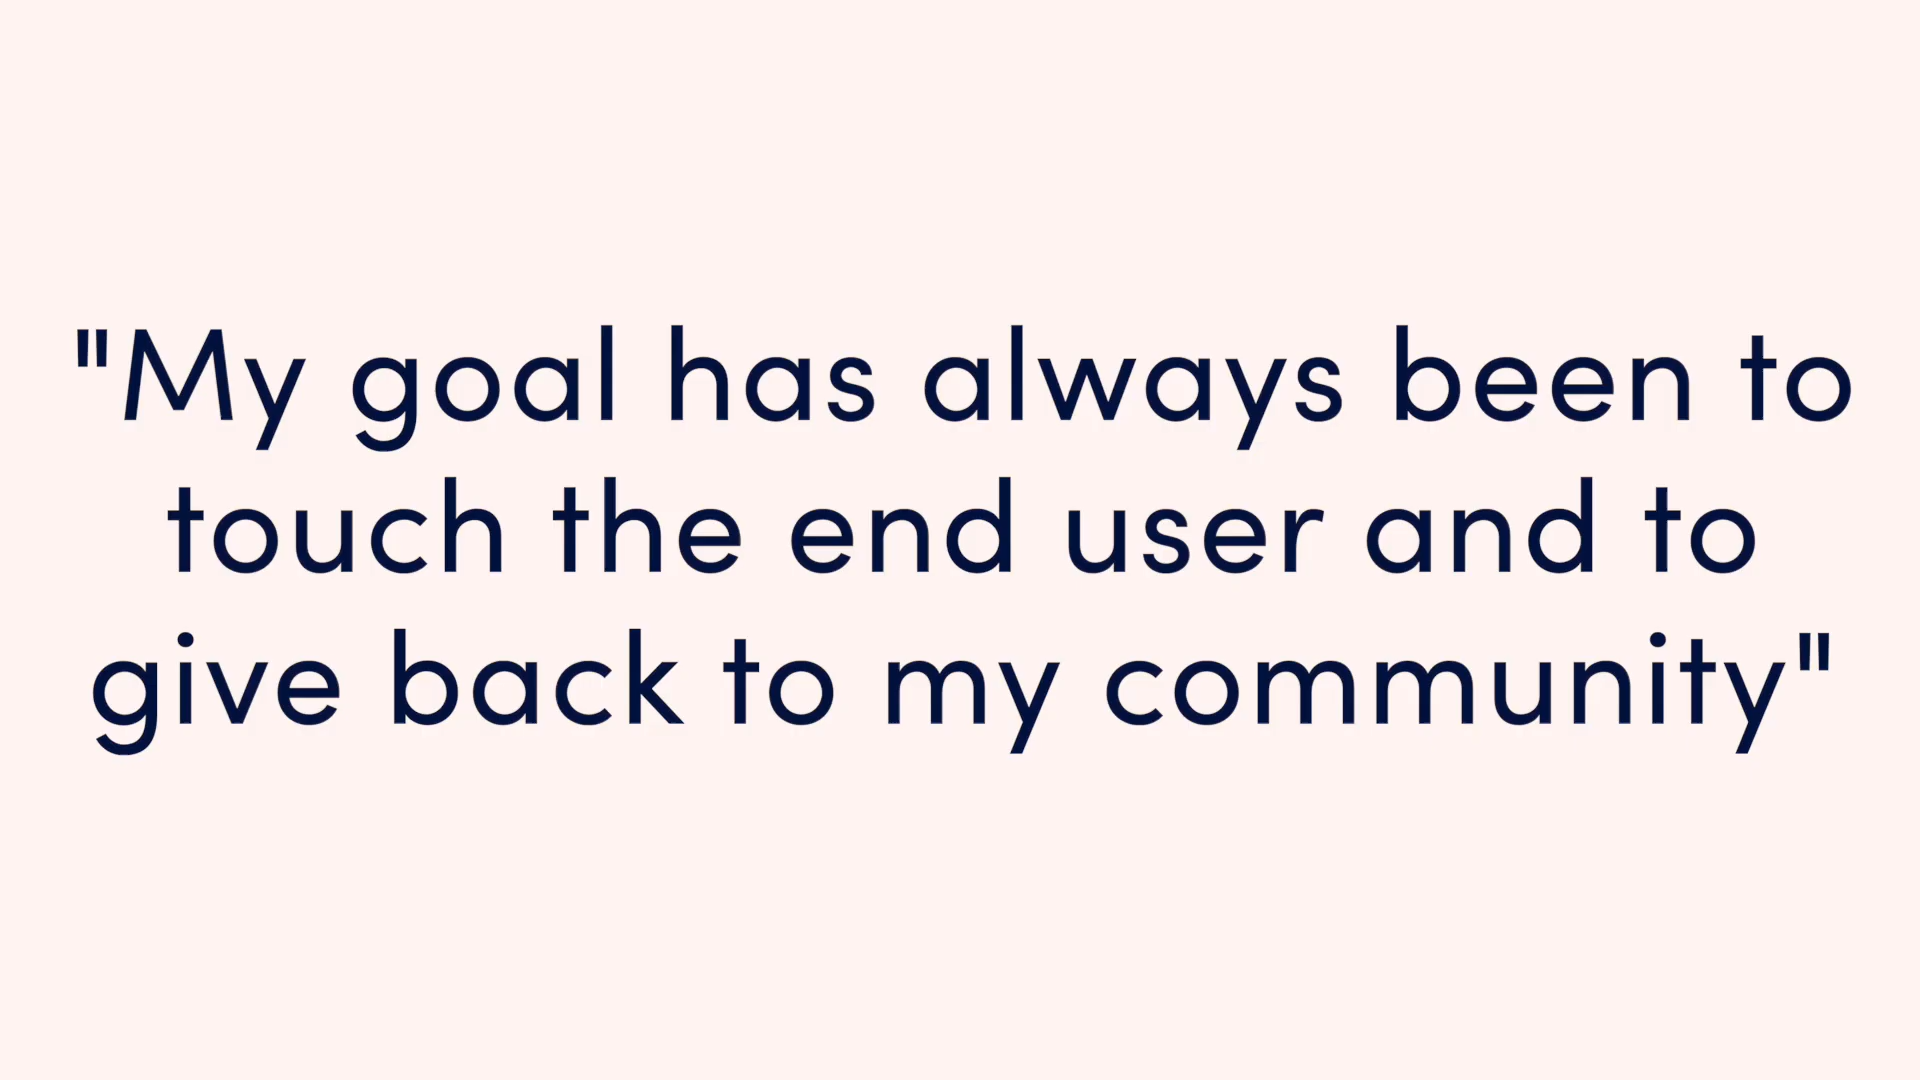 "My goal has always been to
touch the end user and to
give back to my community"